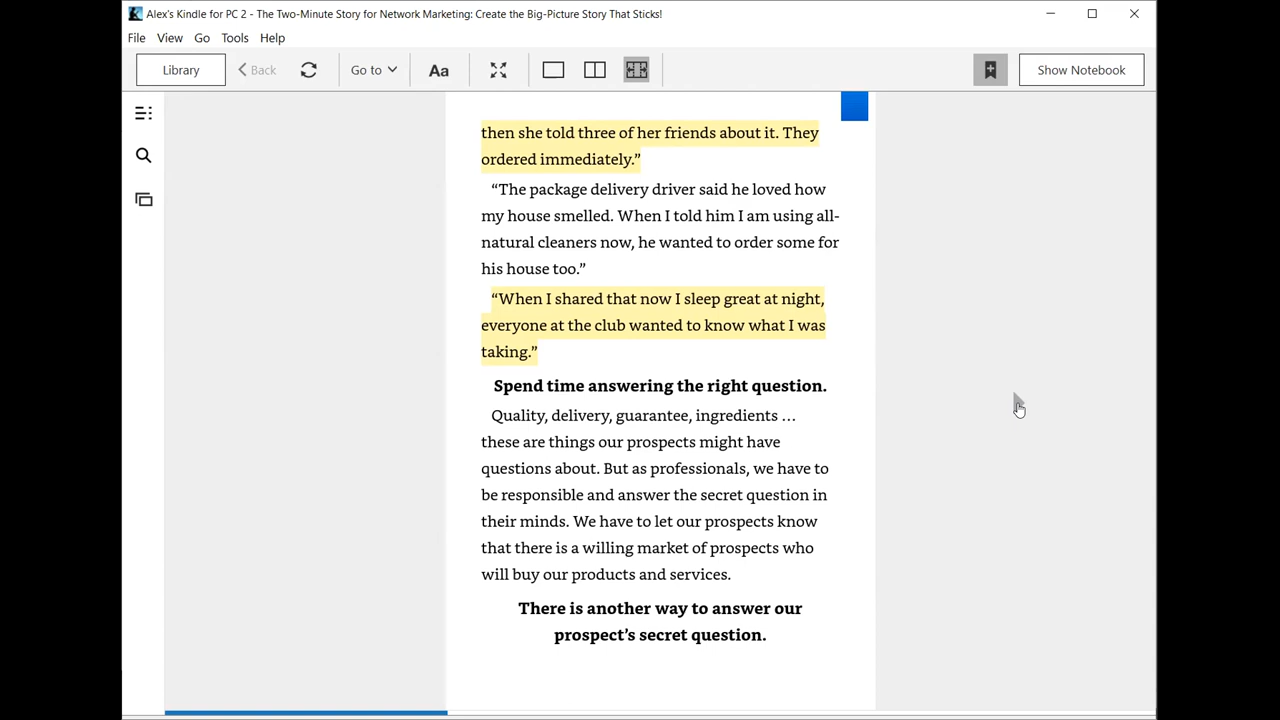 Alex's Kindle for PC 2 - The Two-Minute Story for Network Marketing: Create the Big-Picture Story That Sticks!
File View Go Tools Help
Library Back Go to Aa Show Notebook
then she told three of her friends about it. They
ordered immediately.”
“The package delivery driver said he loved how
my house smelled. When I told him I am using all-
natural cleaners now, he wanted to order some for
his house too.”
“When I shared that now I sleep great at night,
everyone at the club wanted to know what I was
taking.”
Spend time answering the right question.
Quality, delivery, guarantee, ingredients …
these are things our prospects might have
questions about. But as professionals, we have to
be responsible and answer the secret question in
their minds. We have to let our prospects know
that there is a willing market of prospects who
will buy our products and services.
There is another way to answer our
prospect’s secret question.